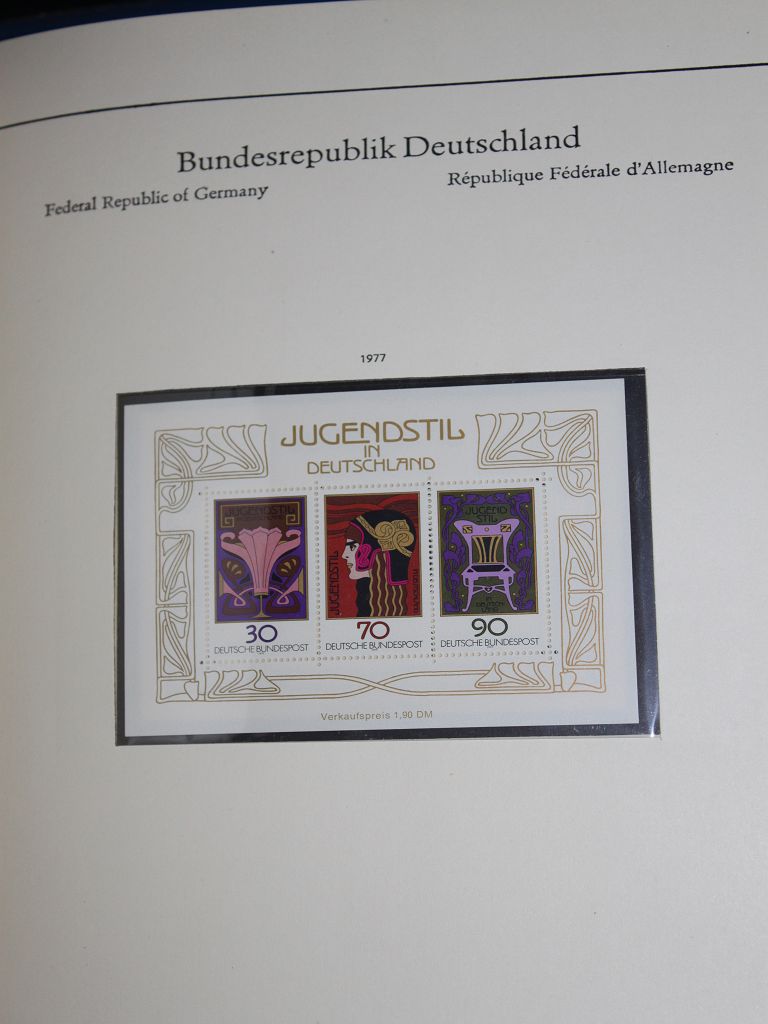 Bundesrepublik Deutschland
Federal Republic of Germany
République Fédérale d'Allemagne
1977
JUGENDSTIL
IN
DEUTSCHLAND
JUGENDSTIL
30
DEUTSCHE BUNDESPOST
JUGENDSTIL
70
DEUTSCHE BUNDESPOST
JUGEND
STIL
90
DEUTSCHE BUNDESPOST
Verkaufspreis 1,90 DM